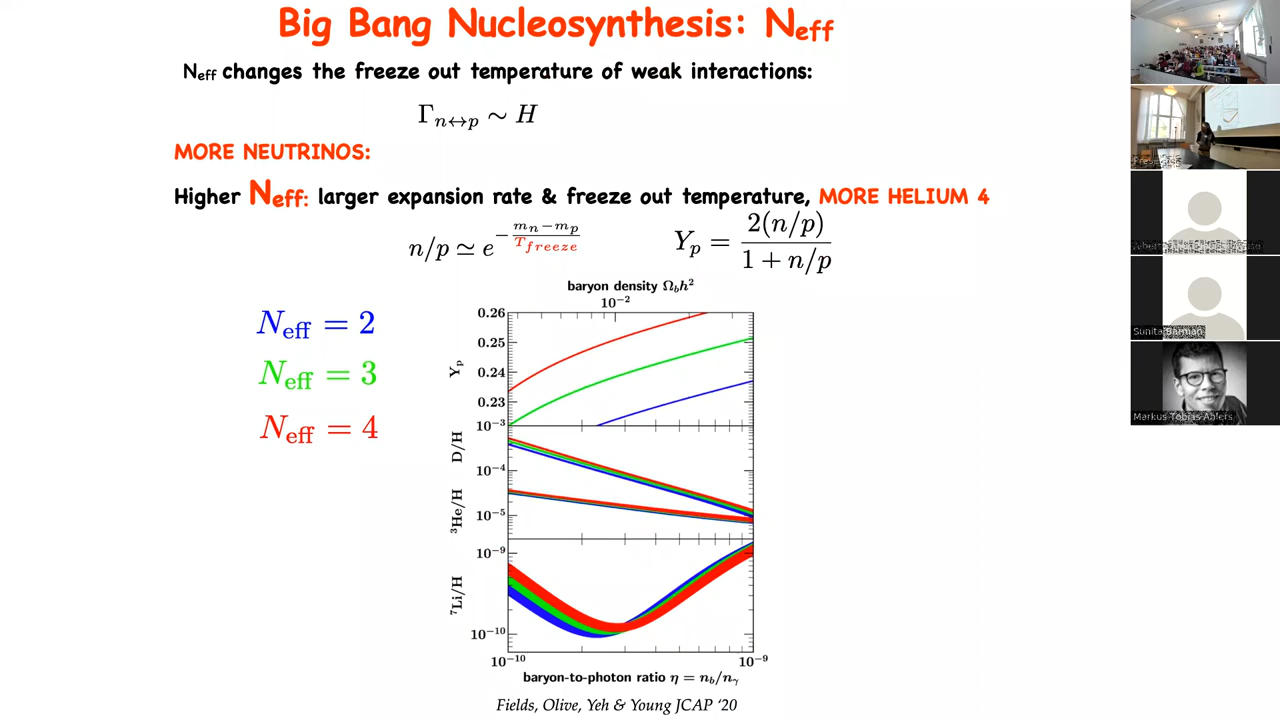 Big Bang Nucleosynthesis: N_eff
N_eff changes the freeze out temperature of weak interactions:
Γ_{n↔p} ∼ H
MORE NEUTRINOS:
Higher N_eff: larger expansion rate & freeze out temperature, MORE HELIUM 4
n/p ≃ e^{-\frac{m_n - m_p}{T_{freeze}}}
Y_p = \frac{2(n/p)}{1 + n/p}
N_eff = 2
N_eff = 3
N_eff = 4
baryon density Ω_b h²
10⁻²
0.26
0.25
0.24
0.23
Y_p
10⁻³
10⁻⁴
10⁻⁵
D/H
³He/H
10⁻⁹
10⁻¹⁰
⁷Li/H
10⁻¹⁰
10⁻⁹
baryon-to-photon ratio η = n_b/n_γ
Fields, Olive, Yeh & Young JCAP ‘20
Sunita Barman
Markus Tobias Ahlers